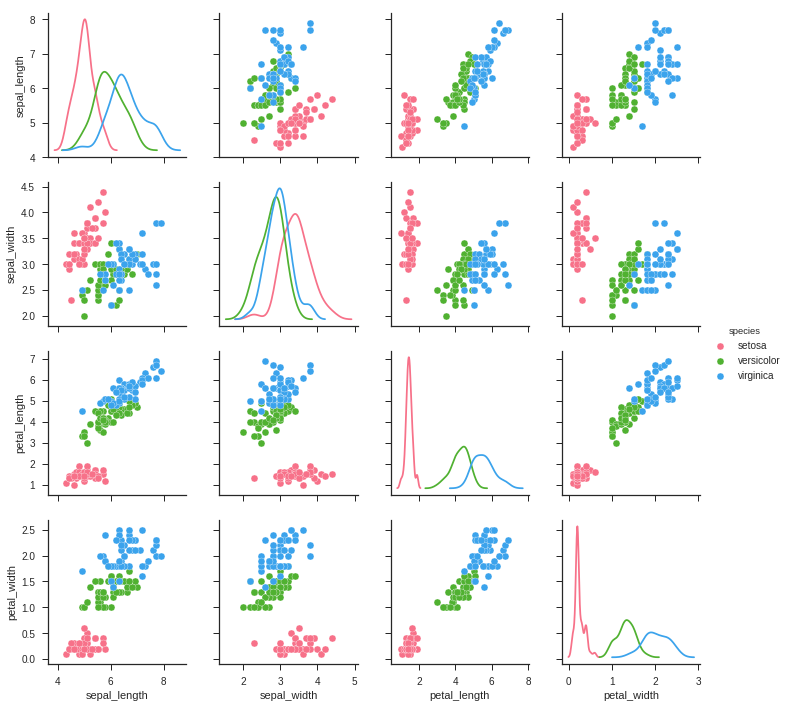 8
7
6
5
4
sepal_length
4.5
4.0
3.5
3.0
2.5
2.0
sepal_width
species
setosa
versicolor
virginica
7
6
5
4
3
2
1
petal_length
2.5
2.0
1.5
1.0
0.5
0.0
petal_width
4 6 8
sepal_length
2 3 4 5
sepal_width
2 4 6 8
petal_length
0 1 2 3
petal_width